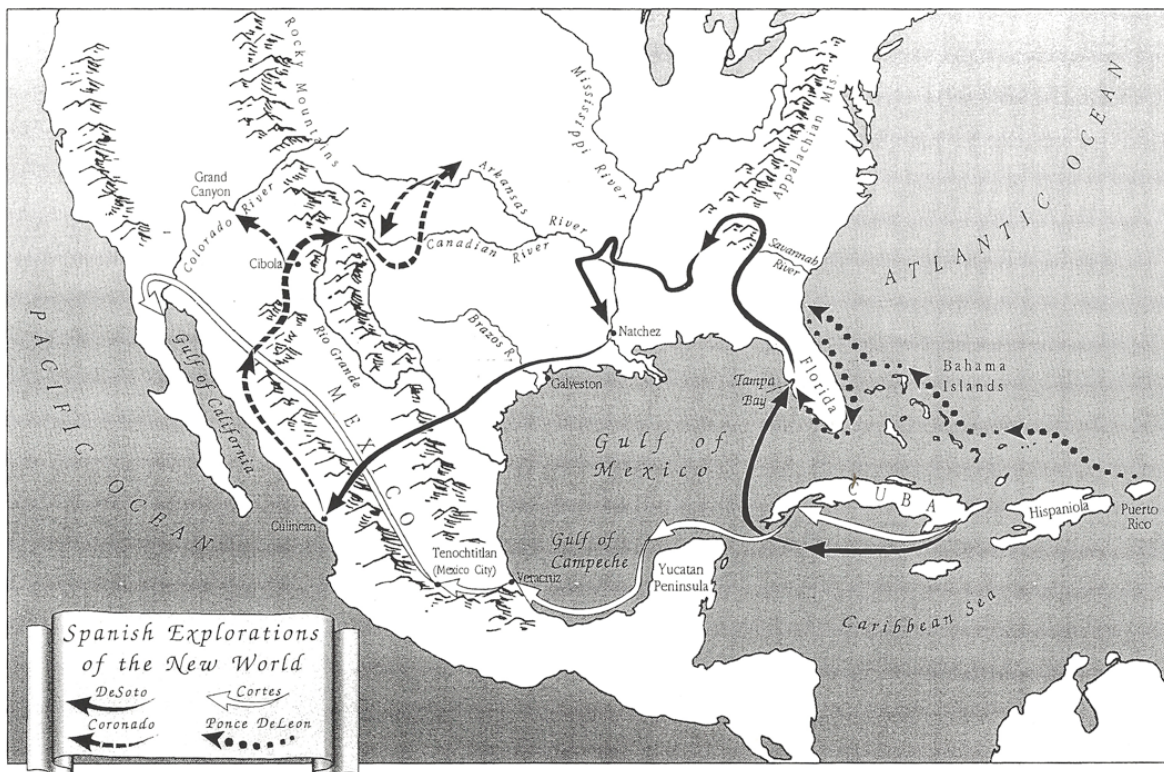 Rocky Mountins
Mississippi River
Appalachian Mts.
ATLANTIC OCEAN
Grand
Canyon
Colorado River
Arkansas
River
Canadian
River
Cibola
Savannah
River
Natchez
Brazos R.
Rio Grande
Galveston
Florida
Tampa
Bay
Bahama
Islands
PACIFIC OCEAN
Gulf of California
MEXICO
Gulf of
Mexico
CUBA
Hispaniola
Puerto
Rico
Culincan
Tenochtitlan
(Mexico City)
Veracruz
Gulf of
Campeche
Yucatan
Peninsula
Caribbean Sea
Spanish Explorations
of the New World
DeSoto
Cortes
Coronado
Ponce DeLeon